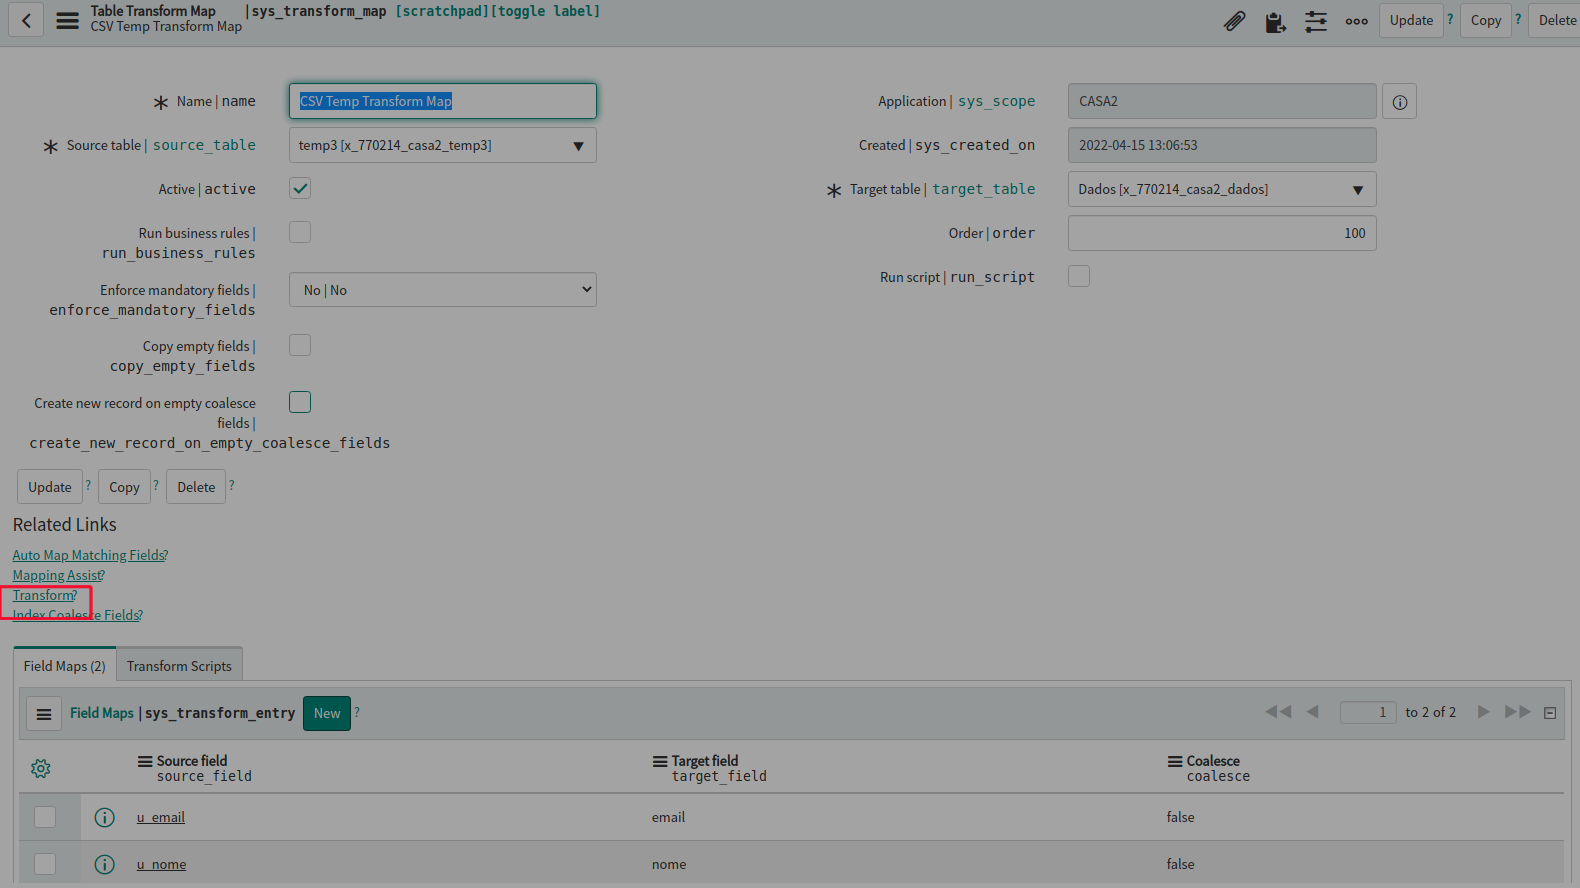 Table Transform Map |sys_transform_map [scratchpad][toggle label]
CSV Temp Transform Map
Update ? Copy ? Delete
Name | name CSV Temp Transform Map
Application | sys_scope CASA2
Source table | source_table temp3 [x_770214_casa2_temp3]
Created | sys_created_on 2022-04-15 13:06:53
Active | active
Target table | target_table Dados [x_770214_casa2_dados]
Run business rules |
run_business_rules
Order | order 100
Run script | run_script
Enforce mandatory fields |
enforce_mandatory_fields
No | No
Copy empty fields |
copy_empty_fields
Create new record on empty coalesce
fields |
create_new_record_on_empty_coalesce_fields
Update ? Copy ? Delete ?
Related Links
Auto Map Matching Fields?
Mapping Assist?
Transform?
Index Coalesce Fields?
Field Maps (2) Transform Scripts
Field Maps |sys_transform_entry New ? 1 to 2 of 2
Source field Target field Coalesce
source_field target_field coalesce
u_email email false
u_nome nome false